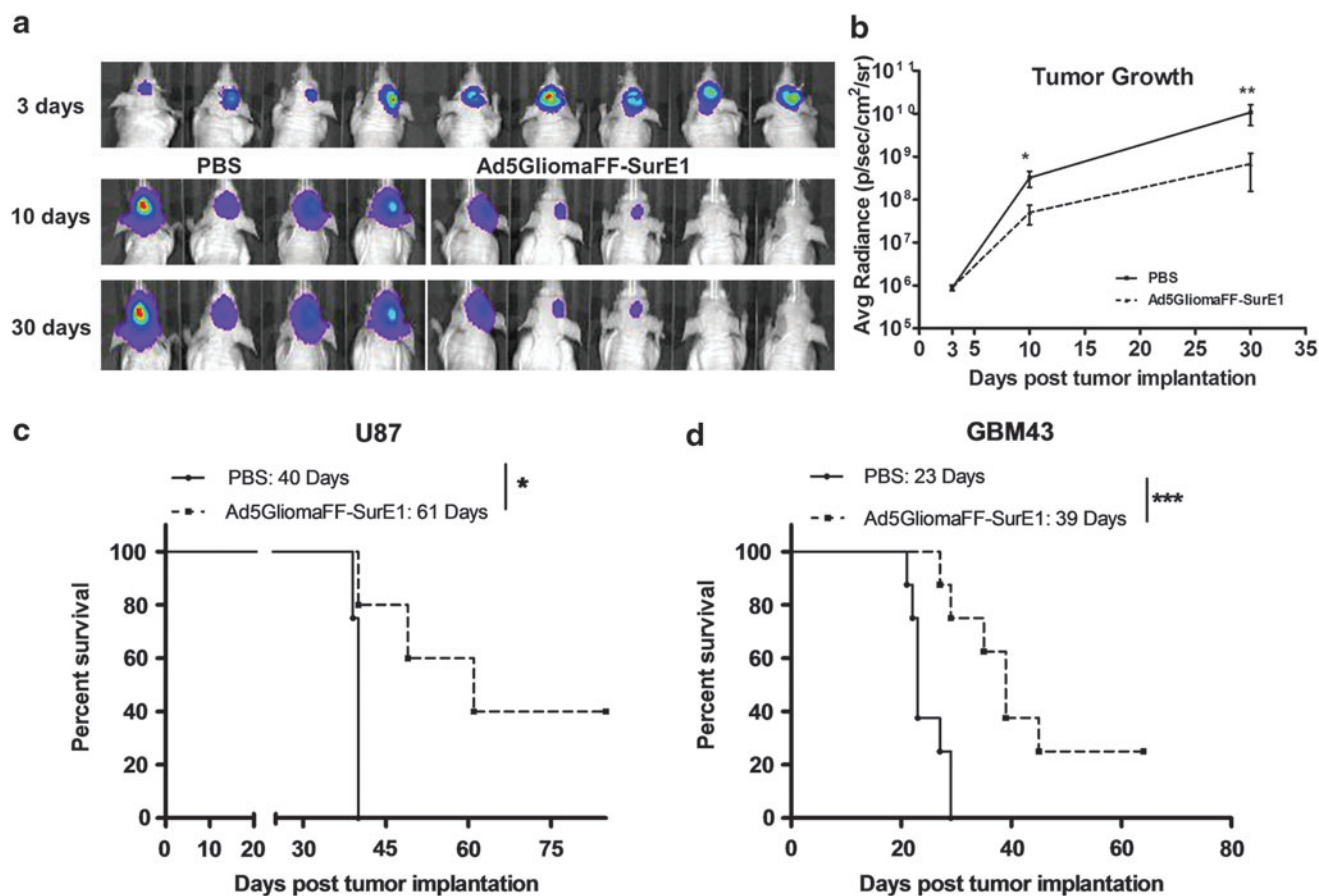 a
3 days
PBS
Ad5GliomaFF-SurE1
10 days
30 days
b
Tumor Growth
Avg Radiance (p/sec/cm²/sr)
10¹¹
10¹⁰
10⁹
10⁸
10⁷
10⁶
10⁵
*
**
PBS
Ad5GliomaFF-SurE1
0 3 5 10 15 20 25 30 35
Days post tumor implantation
c
U87
PBS: 40 Days
Ad5GliomaFF-SurE1: 61 Days
*
Percent survival
100
80
60
40
20
0
0 10 20 30 45 60 75
Days post tumor implantation
d
GBM43
PBS: 23 Days
Ad5GliomaFF-SurE1: 39 Days
***
Percent survival
100
80
60
40
20
0
0 20 40 60 80
Days post tumor implantation